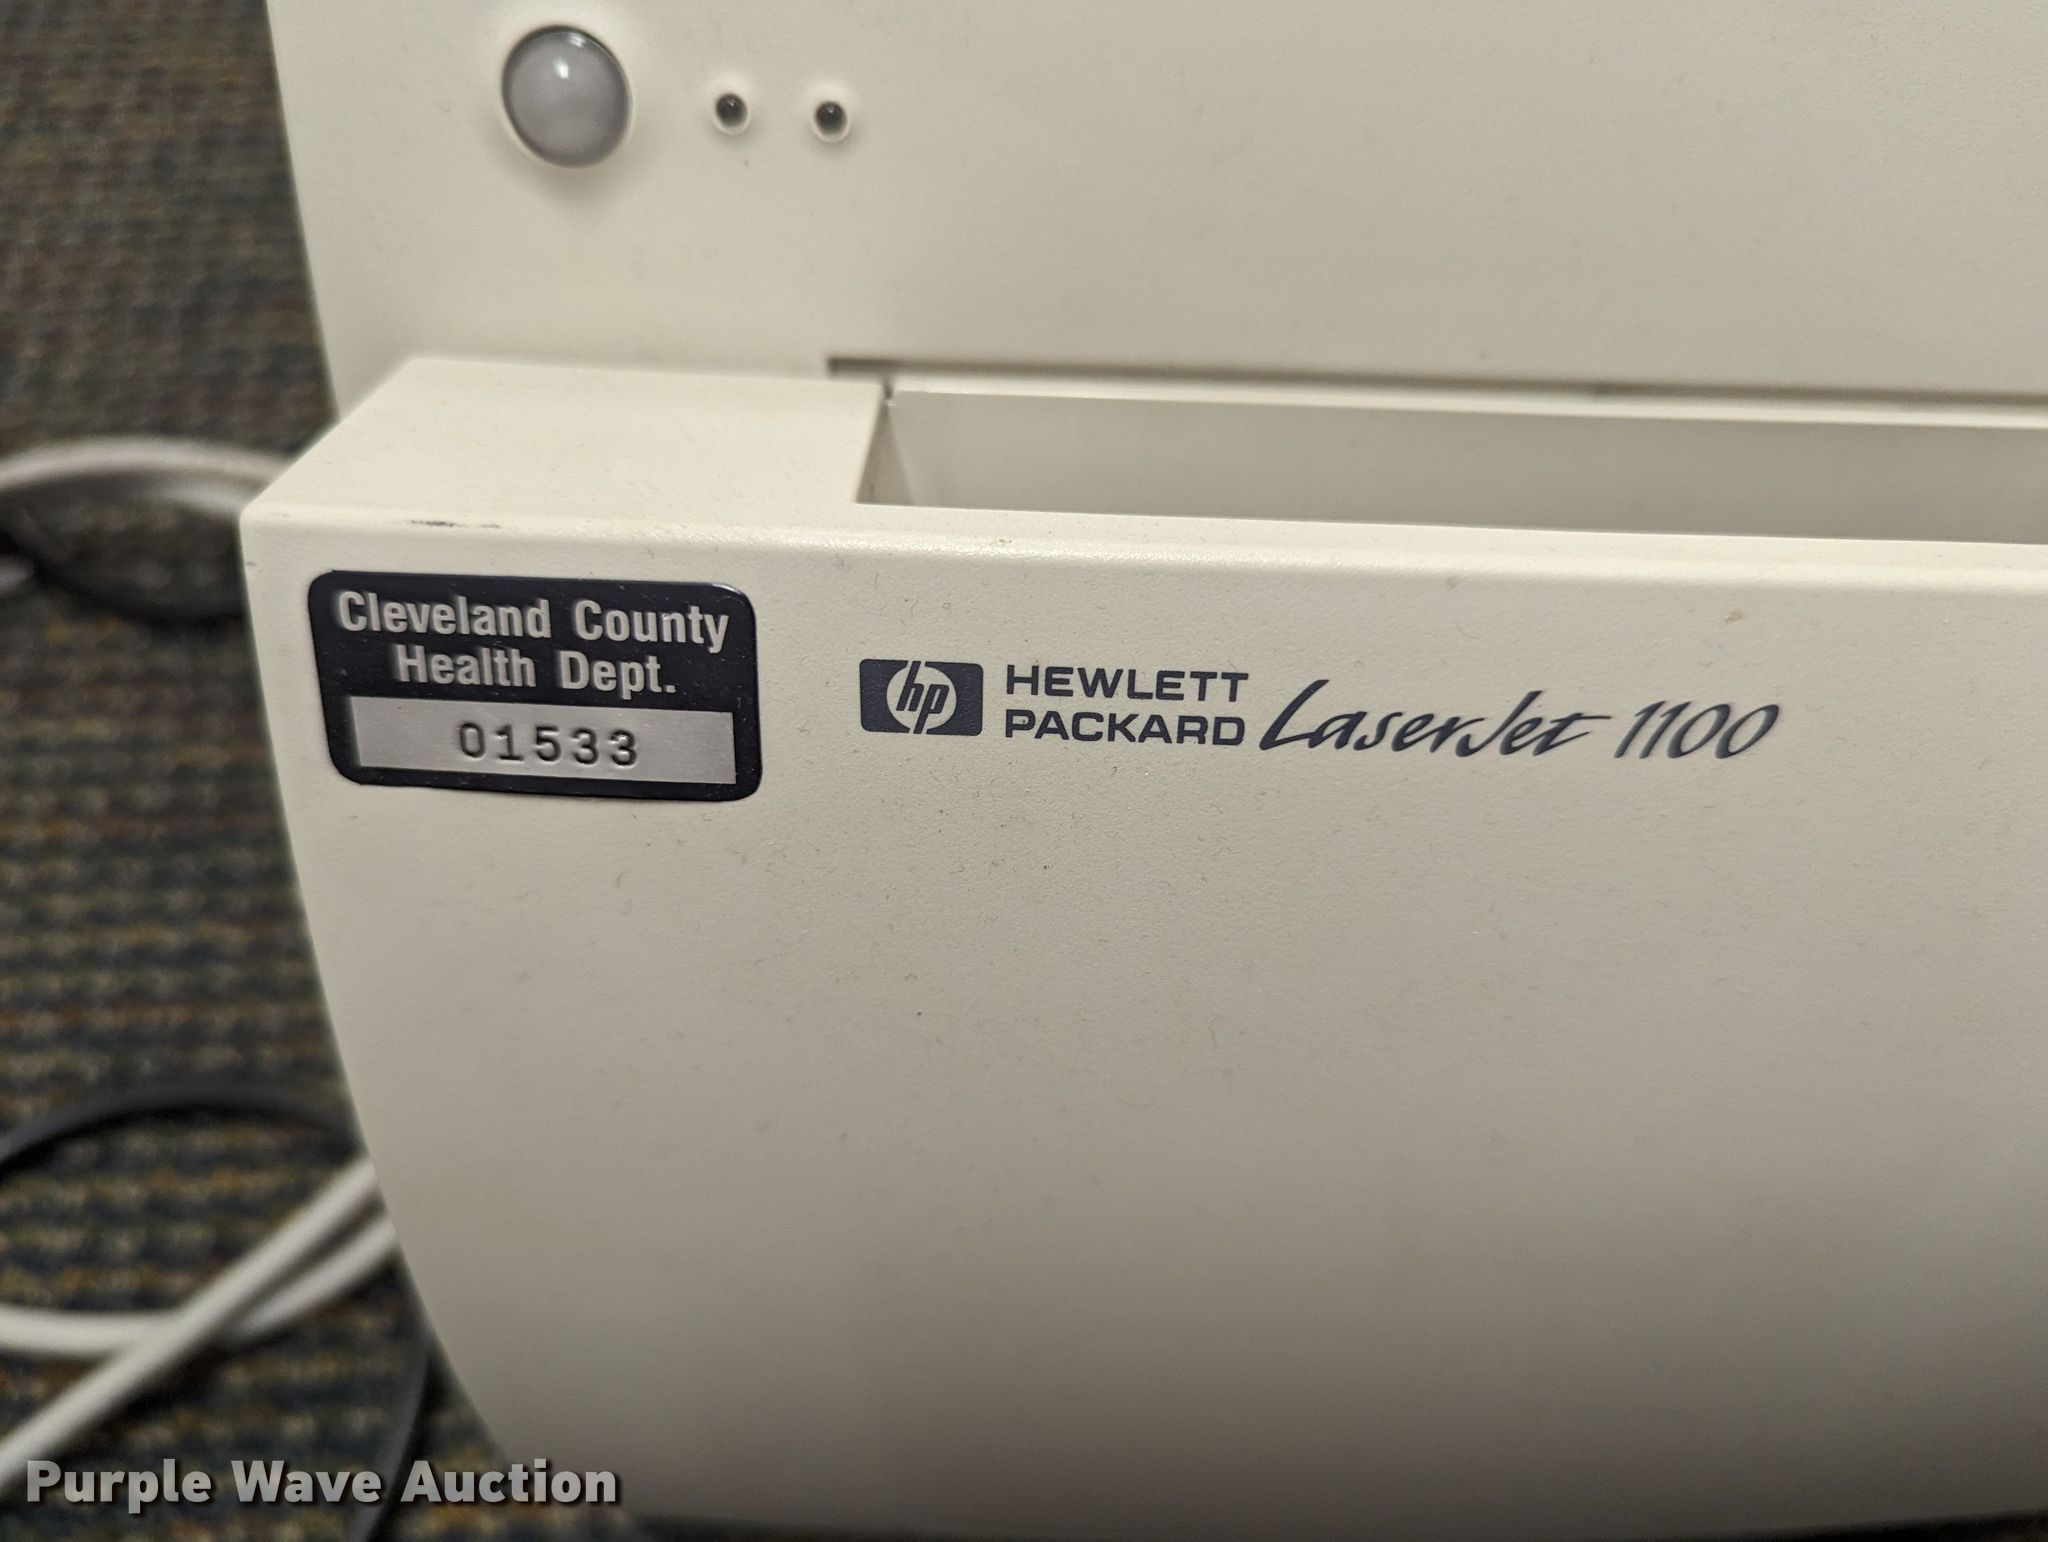 Cleveland County
Health Dept.
01533
hp HEWLETT
PACKARD LaserJet 1100
Purple Wave Auction